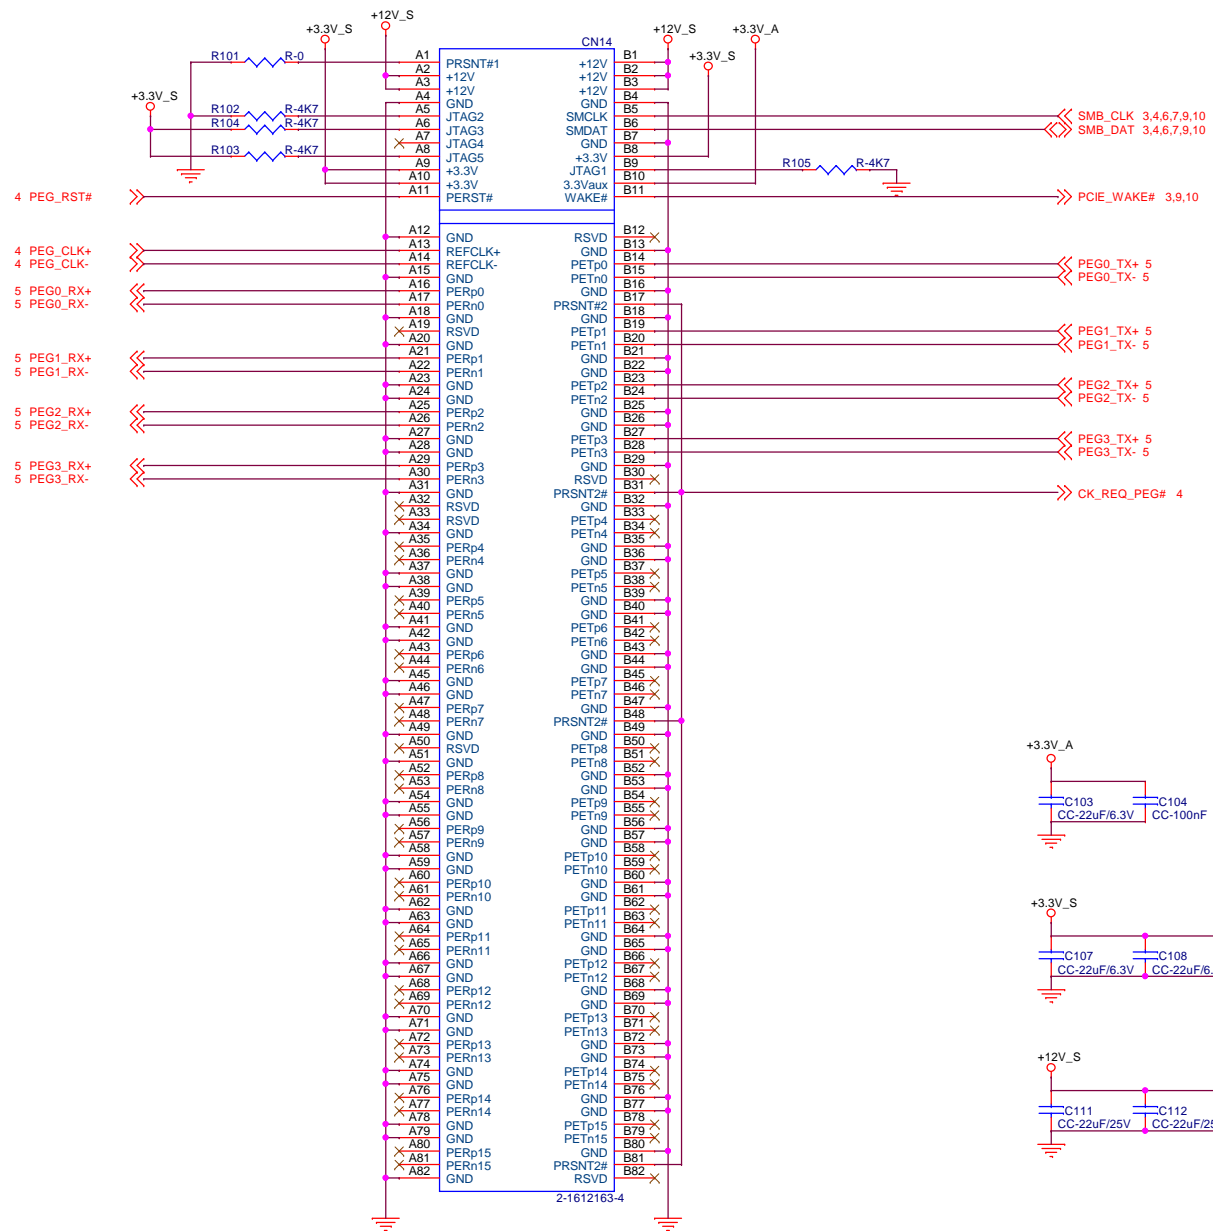 +12V_S
+3.3V_S
+12V_S
+3.3V_A
+3.3V_S
CN14
R101 R-0 A1 PRSNT#1 +12V B1
A2 +12V +12V B2
A3 +12V +12V B3
+3.3V_S
A4 GND GND B4
R102 R-4K7 A5 JTAG2 SMCLK B5 SMB_CLK 3,4,6,7,9,10
R104 R-4K7 A6 JTAG3 SMDAT B6 SMB_DAT 3,4,6,7,9,10
A7 JTAG4 GND B7
R103 R-4K7 A8 JTAG5 +3.3V B8
A9 +3.3V JTAG1 B9 R105 R-4K7
A10 +3.3V 3.3Vaux B10
4 PEG_RST# A11 PERST# WAKE# B11 PCIE_WAKE# 3,9,10
A12 GND RSVD B12
4 PEG_CLK+ A13 REFCLK+ GND B13
4 PEG_CLK- A14 REFCLK- PETp0 B14 PEG0_TX+ 5
A15 GND PETn0 B15 PEG0_TX- 5
5 PEG0_RX+ A16 PERp0 GND B16
5 PEG0_RX- A17 PERn0 PRSNT#2 B17
A18 GND GND B18
A19 RSVD PETp1 B19 PEG1_TX+ 5
A20 GND PETn1 B20 PEG1_TX- 5
5 PEG1_RX+ A21 PERp1 GND B21
5 PEG1_RX- A22 PERn1 GND B22
A23 GND PETp2 B23 PEG2_TX+ 5
A24 GND PETn2 B24 PEG2_TX- 5
5 PEG2_RX+ A25 PERp2 GND B25
5 PEG2_RX- A26 PERn2 GND B26
A27 GND PETp3 B27 PEG3_TX+ 5
A28 GND PETn3 B28 PEG3_TX- 5
5 PEG3_RX+ A29 PERp3 GND B29
5 PEG3_RX- A30 PERn3 RSVD B30
A31 GND PRSNT2# B31 CK_REQ_PEG# 4
A32 RSVD GND B32
A33 RSVD PETp4 B33
A34 GND PETn4 B34
A35 PERp4 GND B35
A36 PERn4 GND B36
A37 GND PETp5 B37
A38 GND PETn5 B38
A39 PERp5 GND B39
A40 PERn5 GND B40
A41 GND PETp6 B41
A42 GND PETn6 B42
A43 PERp6 GND B43
A44 PERn6 GND B44
A45 GND PETp7 B45
A46 GND PETn7 B46
A47 PERp7 GND B47
A48 PERn7 PRSNT2# B48
A49 GND GND B49
A50 RSVD PETp8 B50
A51 GND PETn8 B51
A52 PERp8 GND B52
A53 PERn8 GND B53
A54 GND PETp9 B54
A55 GND PETn9 B55
A56 PERp9 GND B56
A57 PERn9 GND B57
A58 GND PETp10 B58
A59 GND PETn10 B59
A60 PERp10 GND B60
A61 PERn10 GND B61
A62 GND PETp11 B62
A63 GND PETn11 B63
A64 PERp11 GND B64
A65 PERn11 GND B65
A66 GND PETp12 B66
A67 GND PETn12 B67
A68 PERp12 GND B68
A69 PERn12 GND B69
A70 GND PETp13 B70
A71 GND PETn13 B71
A72 PERp13 GND B72
A73 PERn13 GND B73
A74 GND PETp14 B74
A75 GND PETn14 B75
A76 PERp14 GND B76
A77 PERn14 GND B77
A78 GND PETp15 B78
A79 GND PETn15 B79
A80 PERp15 GND B80
A81 PERn15 PRSNT2# B81
A82 GND RSVD B82
2-1612163-4
+3.3V_A
C103 C104
CC-22uF/6.3V CC-100nF
+3.3V_S
C107 C108
CC-22uF/6.3V CC-22uF/6.
+12V_S
C111 C112
CC-22uF/25V CC-22uF/25